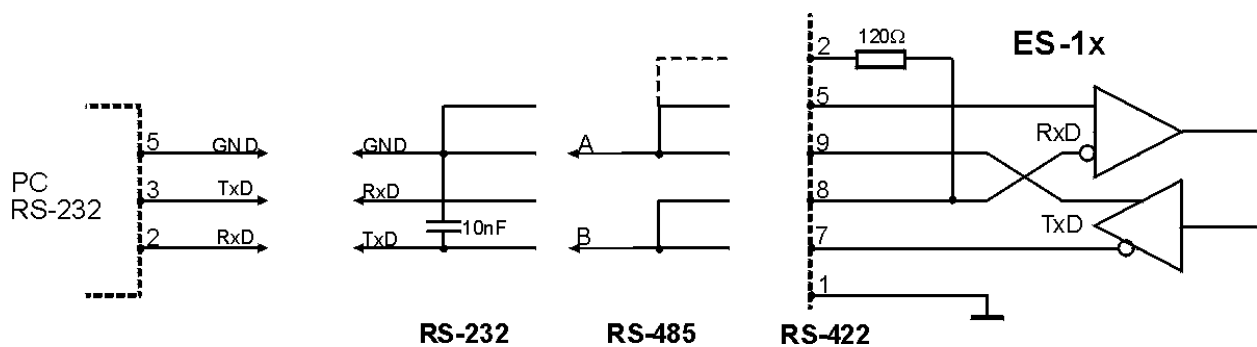 PC
RS-232
5
GND
3
TxD
2
RxD
GND
RxD
10nF
TxD
A
B
2
120Ω
ES-1x
5
RxD
9
8
TxD
7
1
RS-232
RS-485
RS-422